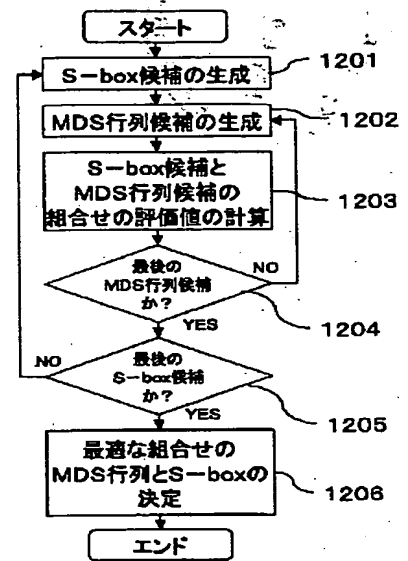 スタート
S-box候補の生成
1201
MDS行列候補の生成
1202
S-box候補と
MDS行列候補の
組合せの評価値の計算
1203
最後の
MDS行列候補
か?
NO
1204
YES
最後の
S-box候補
か?
NO
1205
YES
最適な組合せの
MDS行列とS-boxの
決定
1206
エンド